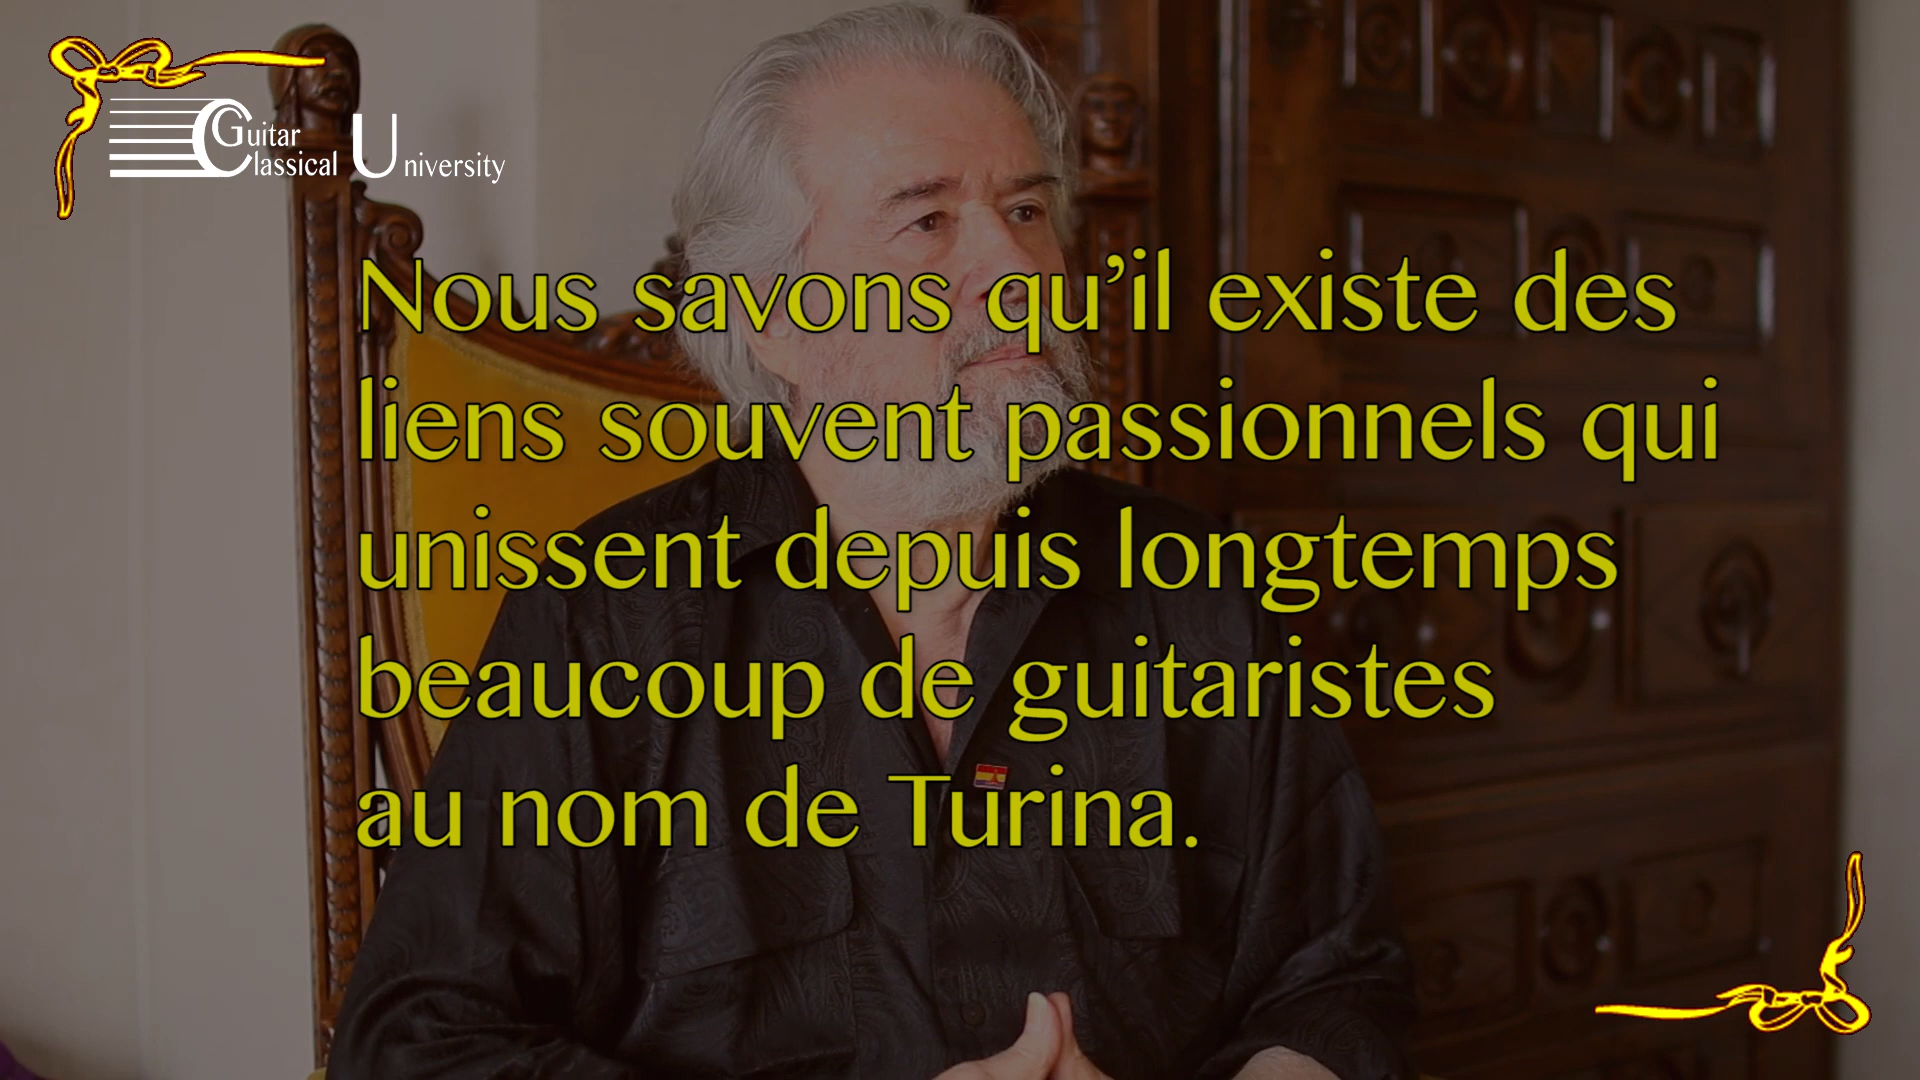 Guitar
Classical University
Nous savons qu’il existe des
liens souvent passionnels qui
unissent depuis longtemps
beaucoup de guitaristes
au nom de Turina.